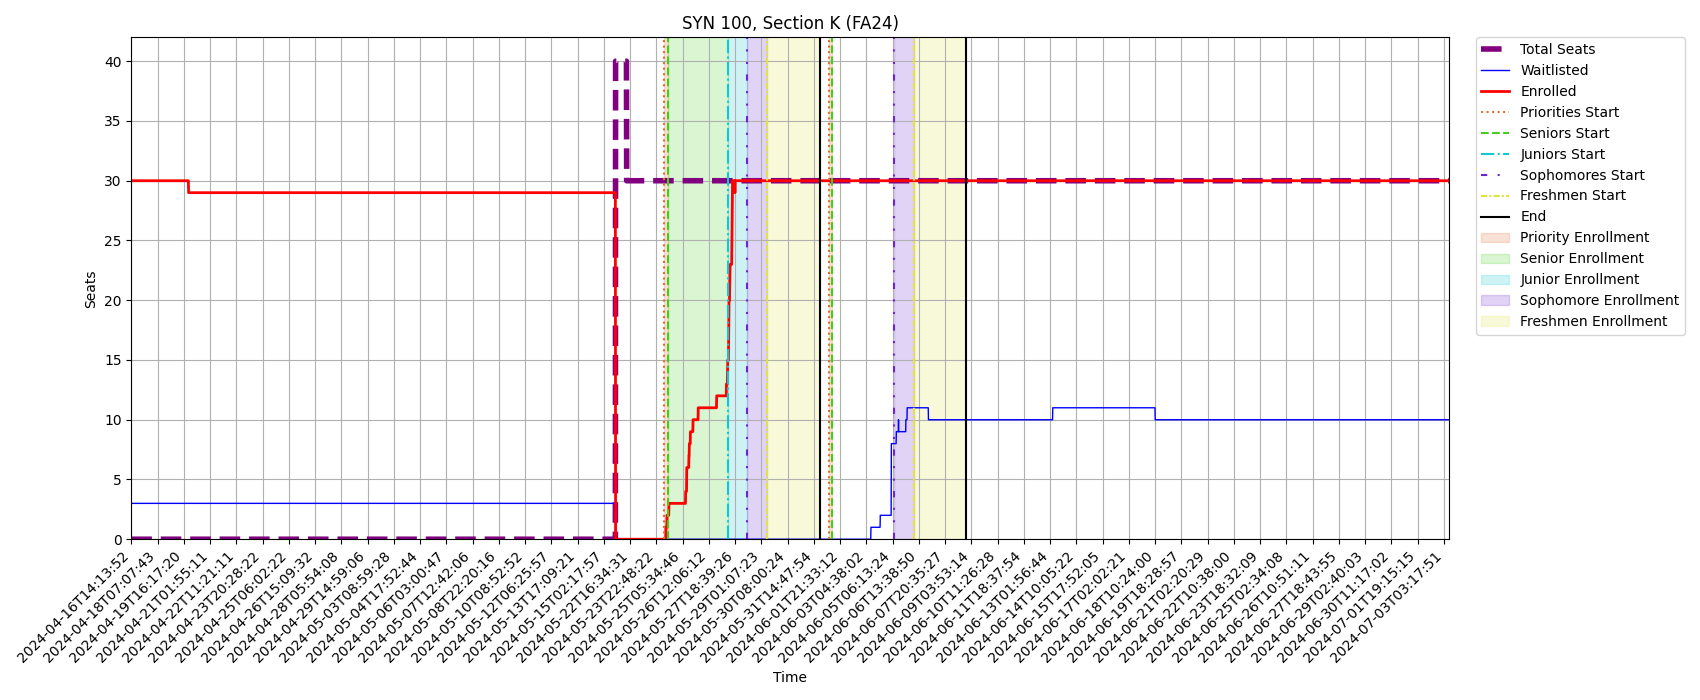 SYN 100, Section K (FA24)
Seats
40
35
30
25
20
15
10
5
0
2024-04-16T14:13:52
2024-04-18T07:07:43
2024-04-19T16:17:20
2024-04-21T01:55:11
2024-04-22T11:21:11
2024-04-23T20:28:22
2024-04-25T06:02:22
2024-04-26T15:09:32
2024-04-28T05:54:08
2024-04-29T14:59:06
2024-05-03T08:59:28
2024-05-04T17:52:44
2024-05-06T03:00:47
2024-05-07T12:42:06
2024-05-08T22:20:16
2024-05-10T08:52:52
2024-05-12T06:25:57
2024-05-13T17:09:21
2024-05-15T02:17:57
2024-05-22T16:34:31
2024-05-23T22:48:22
2024-05-25T05:34:46
2024-05-26T12:06:12
2024-05-27T18:39:26
2024-05-29T01:07:23
2024-05-30T08:00:24
2024-05-31T14:47:54
2024-06-01T21:33:12
2024-06-03T04:38:02
2024-06-05T06:13:24
2024-06-06T13:38:50
2024-06-07T20:35:27
2024-06-09T03:53:14
2024-06-10T11:26:28
2024-06-11T18:37:54
2024-06-13T01:56:44
2024-06-14T10:05:22
2024-06-15T17:52:05
2024-06-17T02:02:21
2024-06-18T10:24:00
2024-06-19T18:28:57
2024-06-21T02:20:29
2024-06-22T10:38:00
2024-06-23T18:32:09
2024-06-25T02:34:08
2024-06-26T10:51:11
2024-06-27T18:43:55
2024-06-29T02:40:03
2024-06-30T11:17:02
2024-07-01T19:15:15
2024-07-03T03:17:51
Time
Total Seats
Waitlisted
Enrolled
Priorities Start
Seniors Start
Juniors Start
Sophomores Start
Freshmen Start
End
Priority Enrollment
Senior Enrollment
Junior Enrollment
Sophomore Enrollment
Freshmen Enrollment